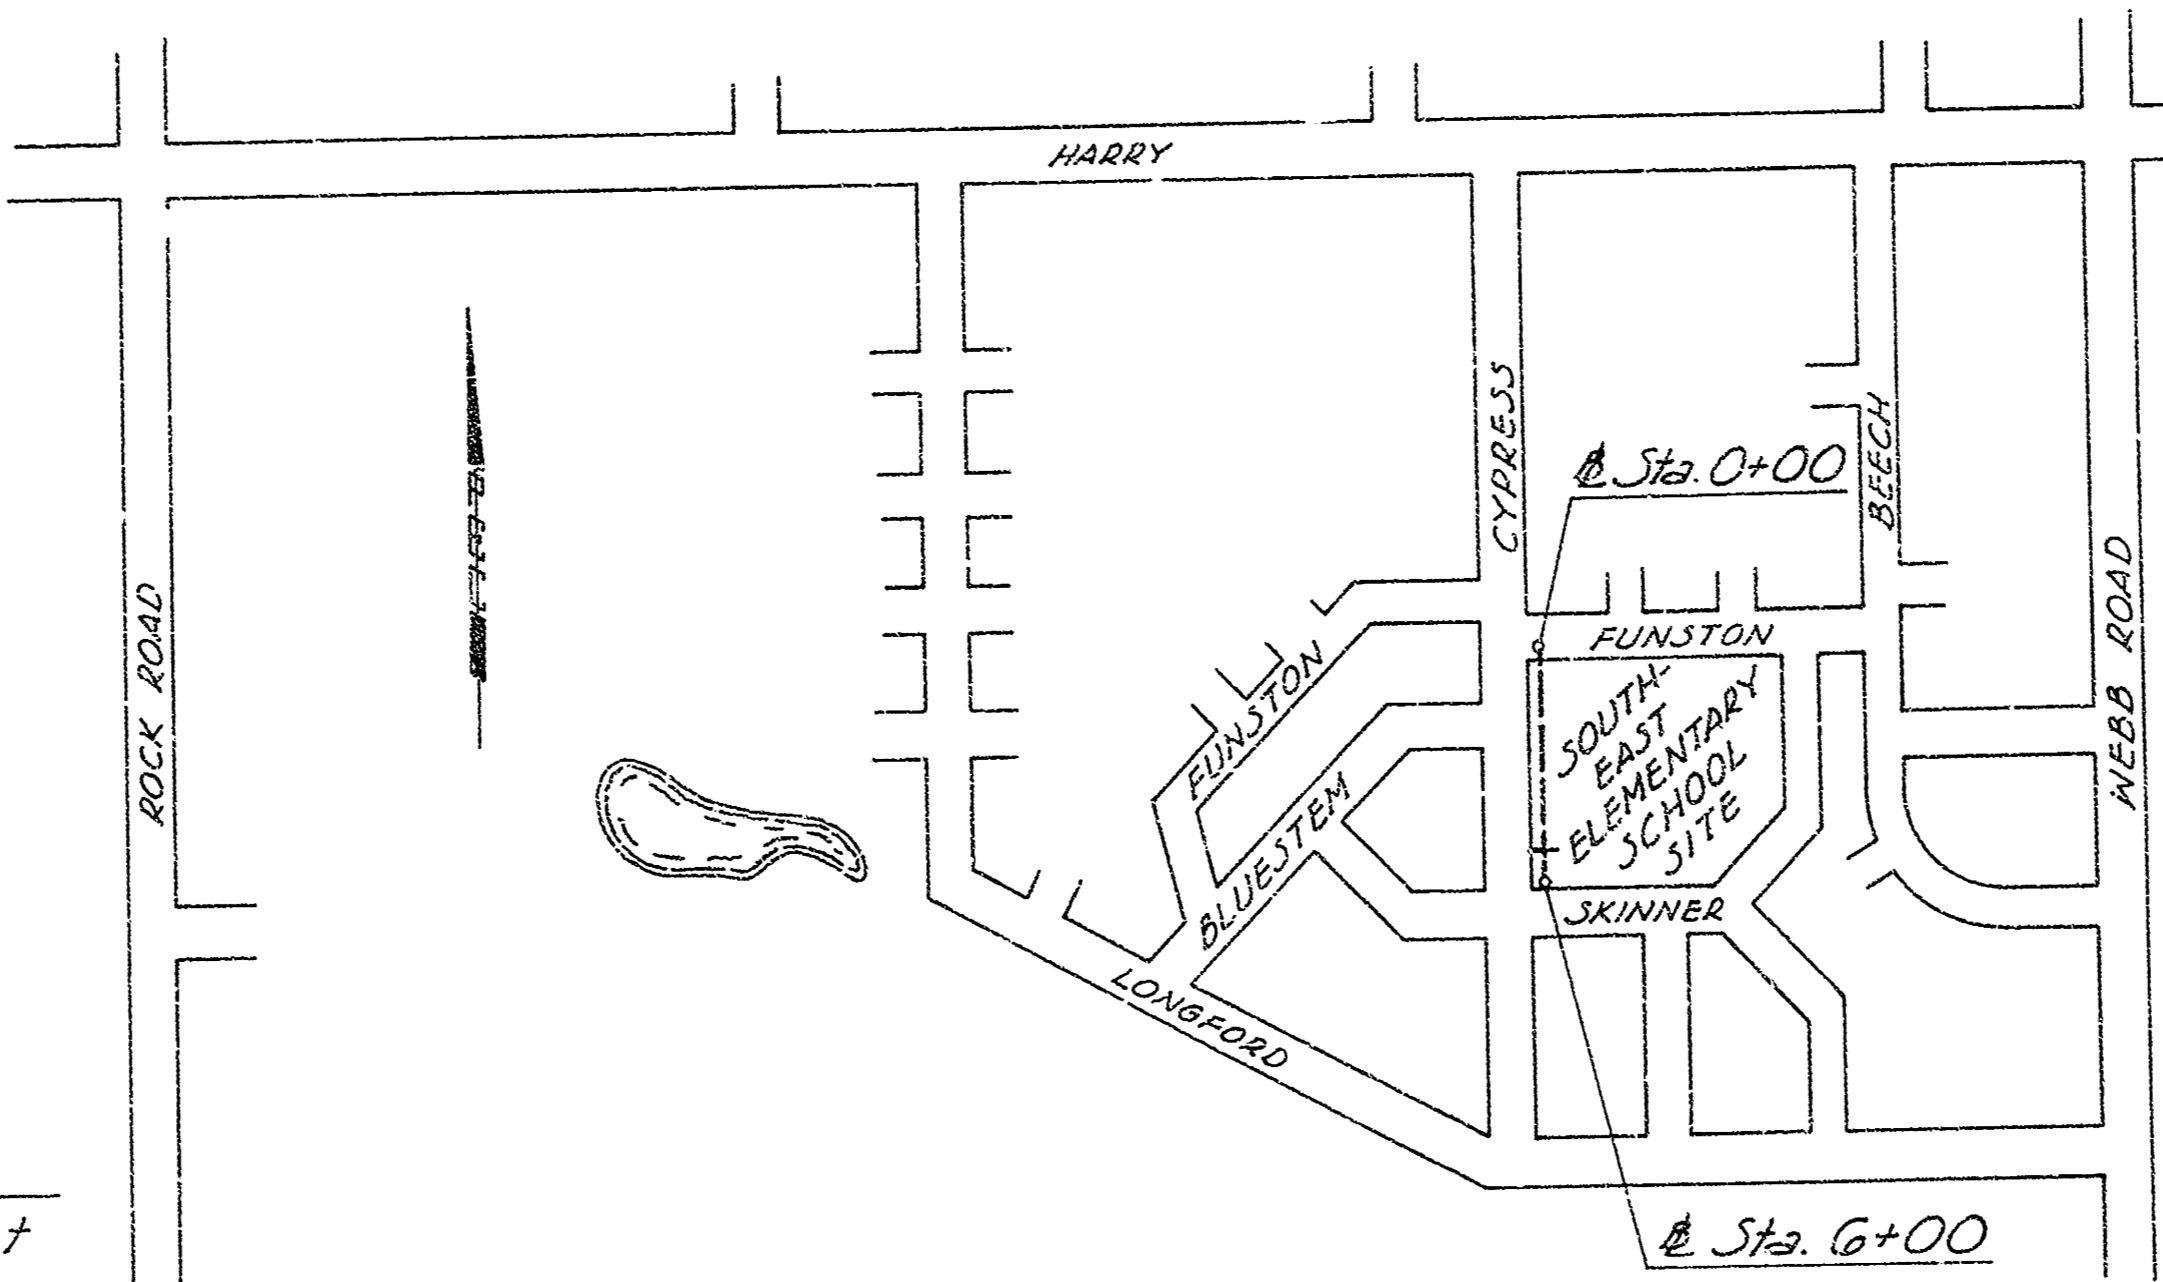 HARRY
CYPRESS
BEECH
℄ Sta. 0+00
ROCK ROAD
WEBB ROAD
FUNSTON
FUNSTON
SOUTH-
EAST
ELEMENTARY
SCHOOL
SITE
BLUESTEM
SKINNER
LONGFORD
℄ Sta. 6+00